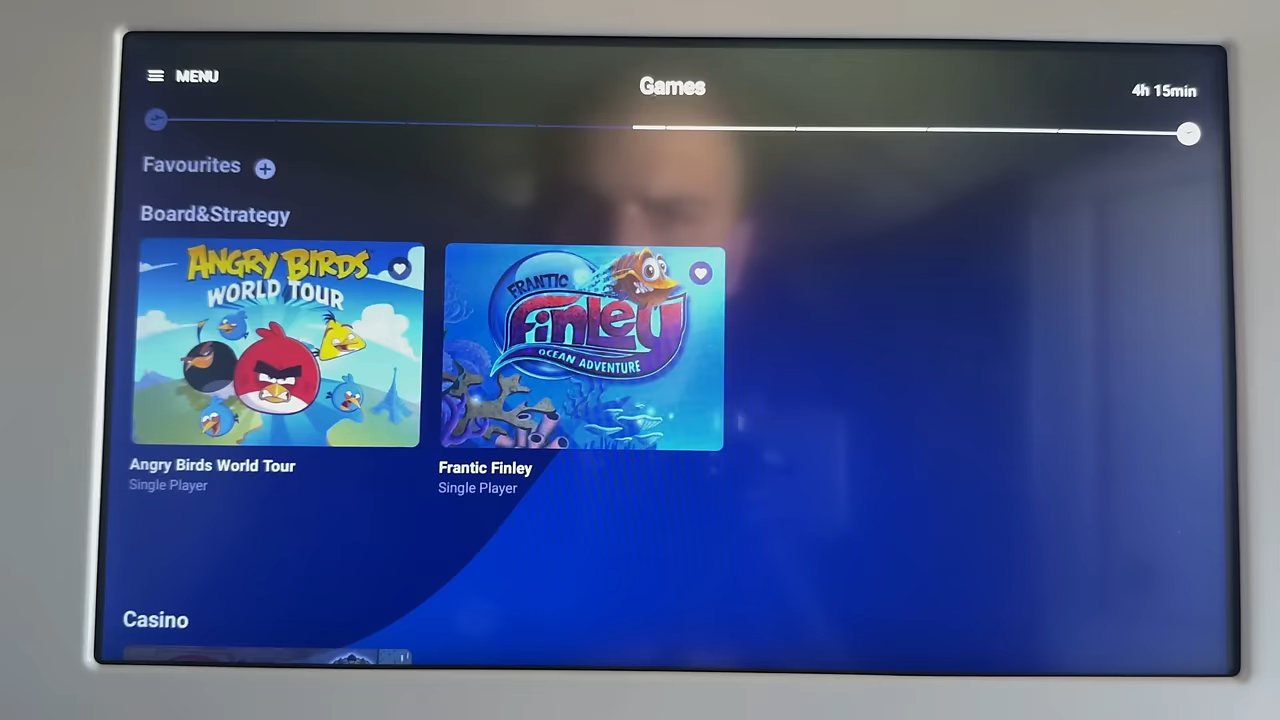 MENU
Games
4h 15min
Favourites
Board&Strategy
ANGRY BIRDS
WORLD TOUR
FRANTIC
FiNLEY
OCEAN ADVENTURE
Angry Birds World Tour
Single Player
Frantic Finley
Single Player
Casino